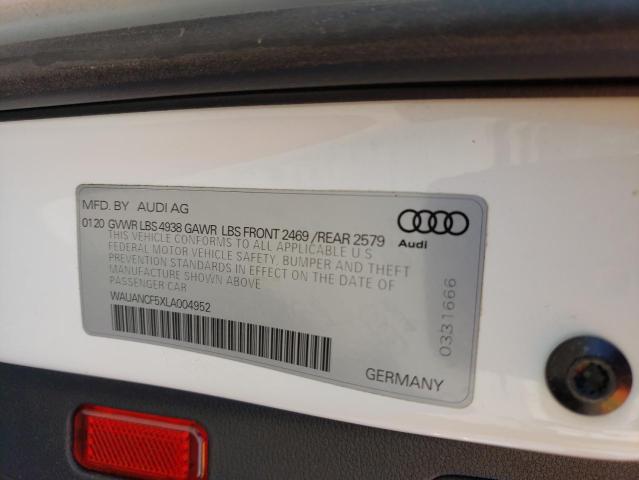 MFD. BY AUDI AG
01 20 GVWR LBS 4938 GAWR LBS FRONT 2469 /REAR 2579
THIS VEHICLE CONFORMS TO ALL APPLICABLE U S
FEDERAL MOTOR VEHICLE SAFETY, BUMPER AND THEFT
PREVENTION STANDARDS IN EFFECT ON THE DATE OF
MANUFACTURE SHOWN ABOVE.
PASSENGER CAR
WAUANCF5XLA004952
Audi
0331666
GERMANY